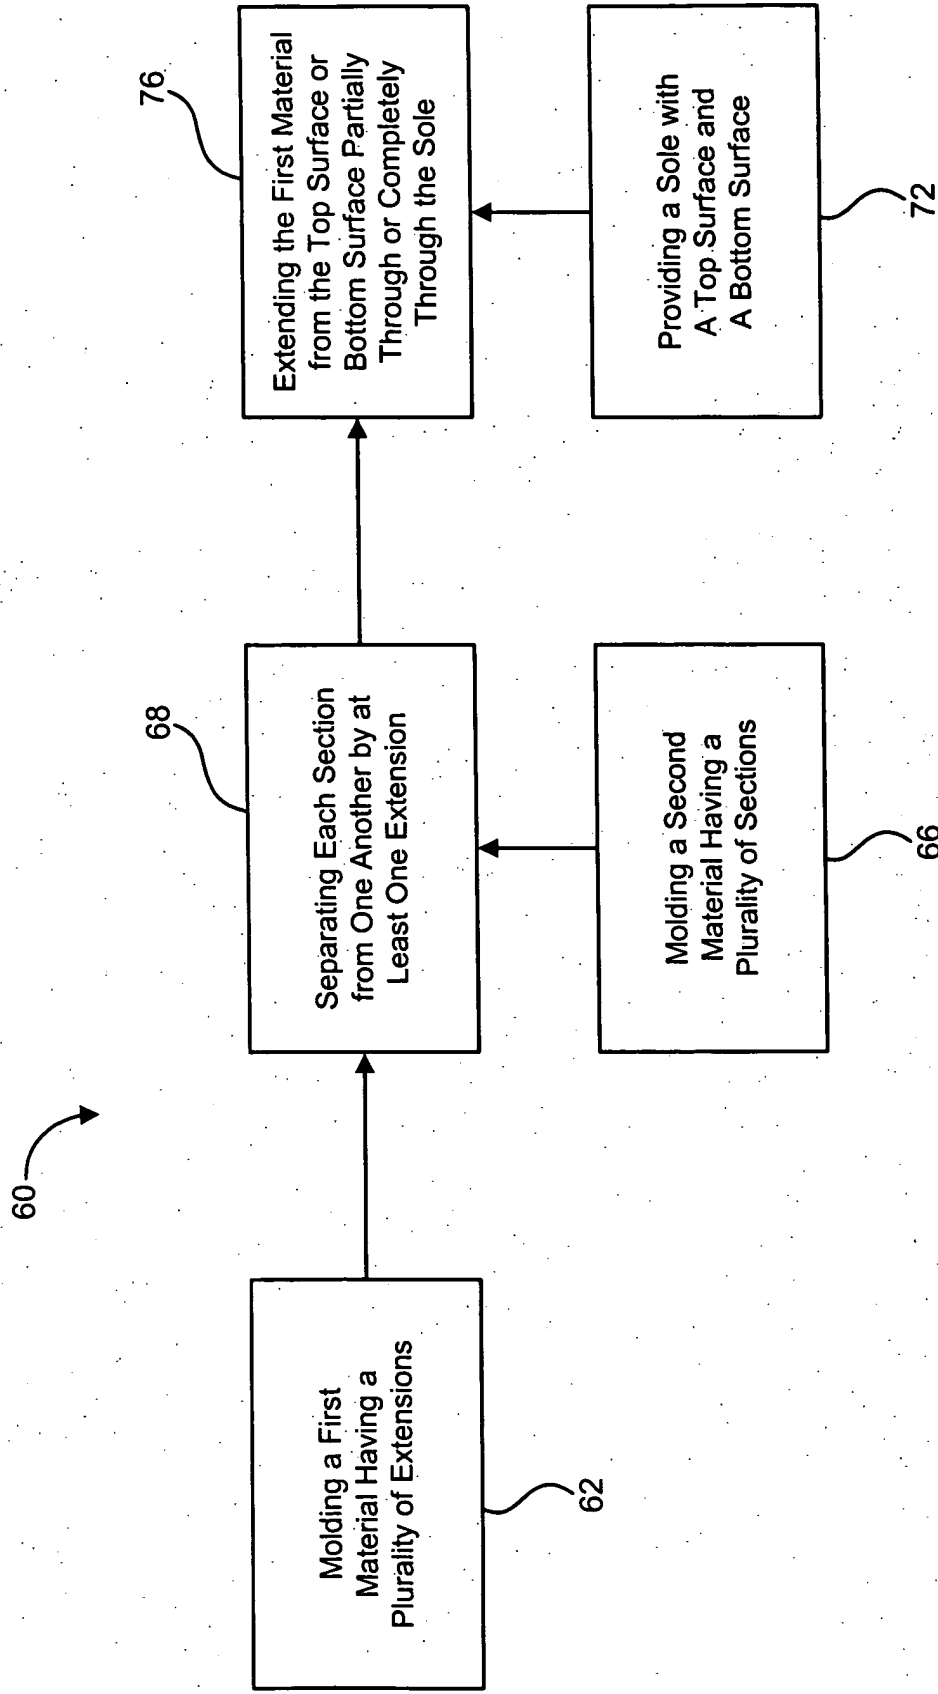 60
Molding a First
Material Having a
Plurality of Extensions
62
68
Separating Each Section
from One Another by at
Least One Extension
Molding a Second
Material Having a
Plurality of Sections
66
76
Extending the First Material
from the Top Surface or
Bottom Surface Partially
Through or Completely
Through the Sole
Providing a Sole with
A Top Surface and
A Bottom Surface
72